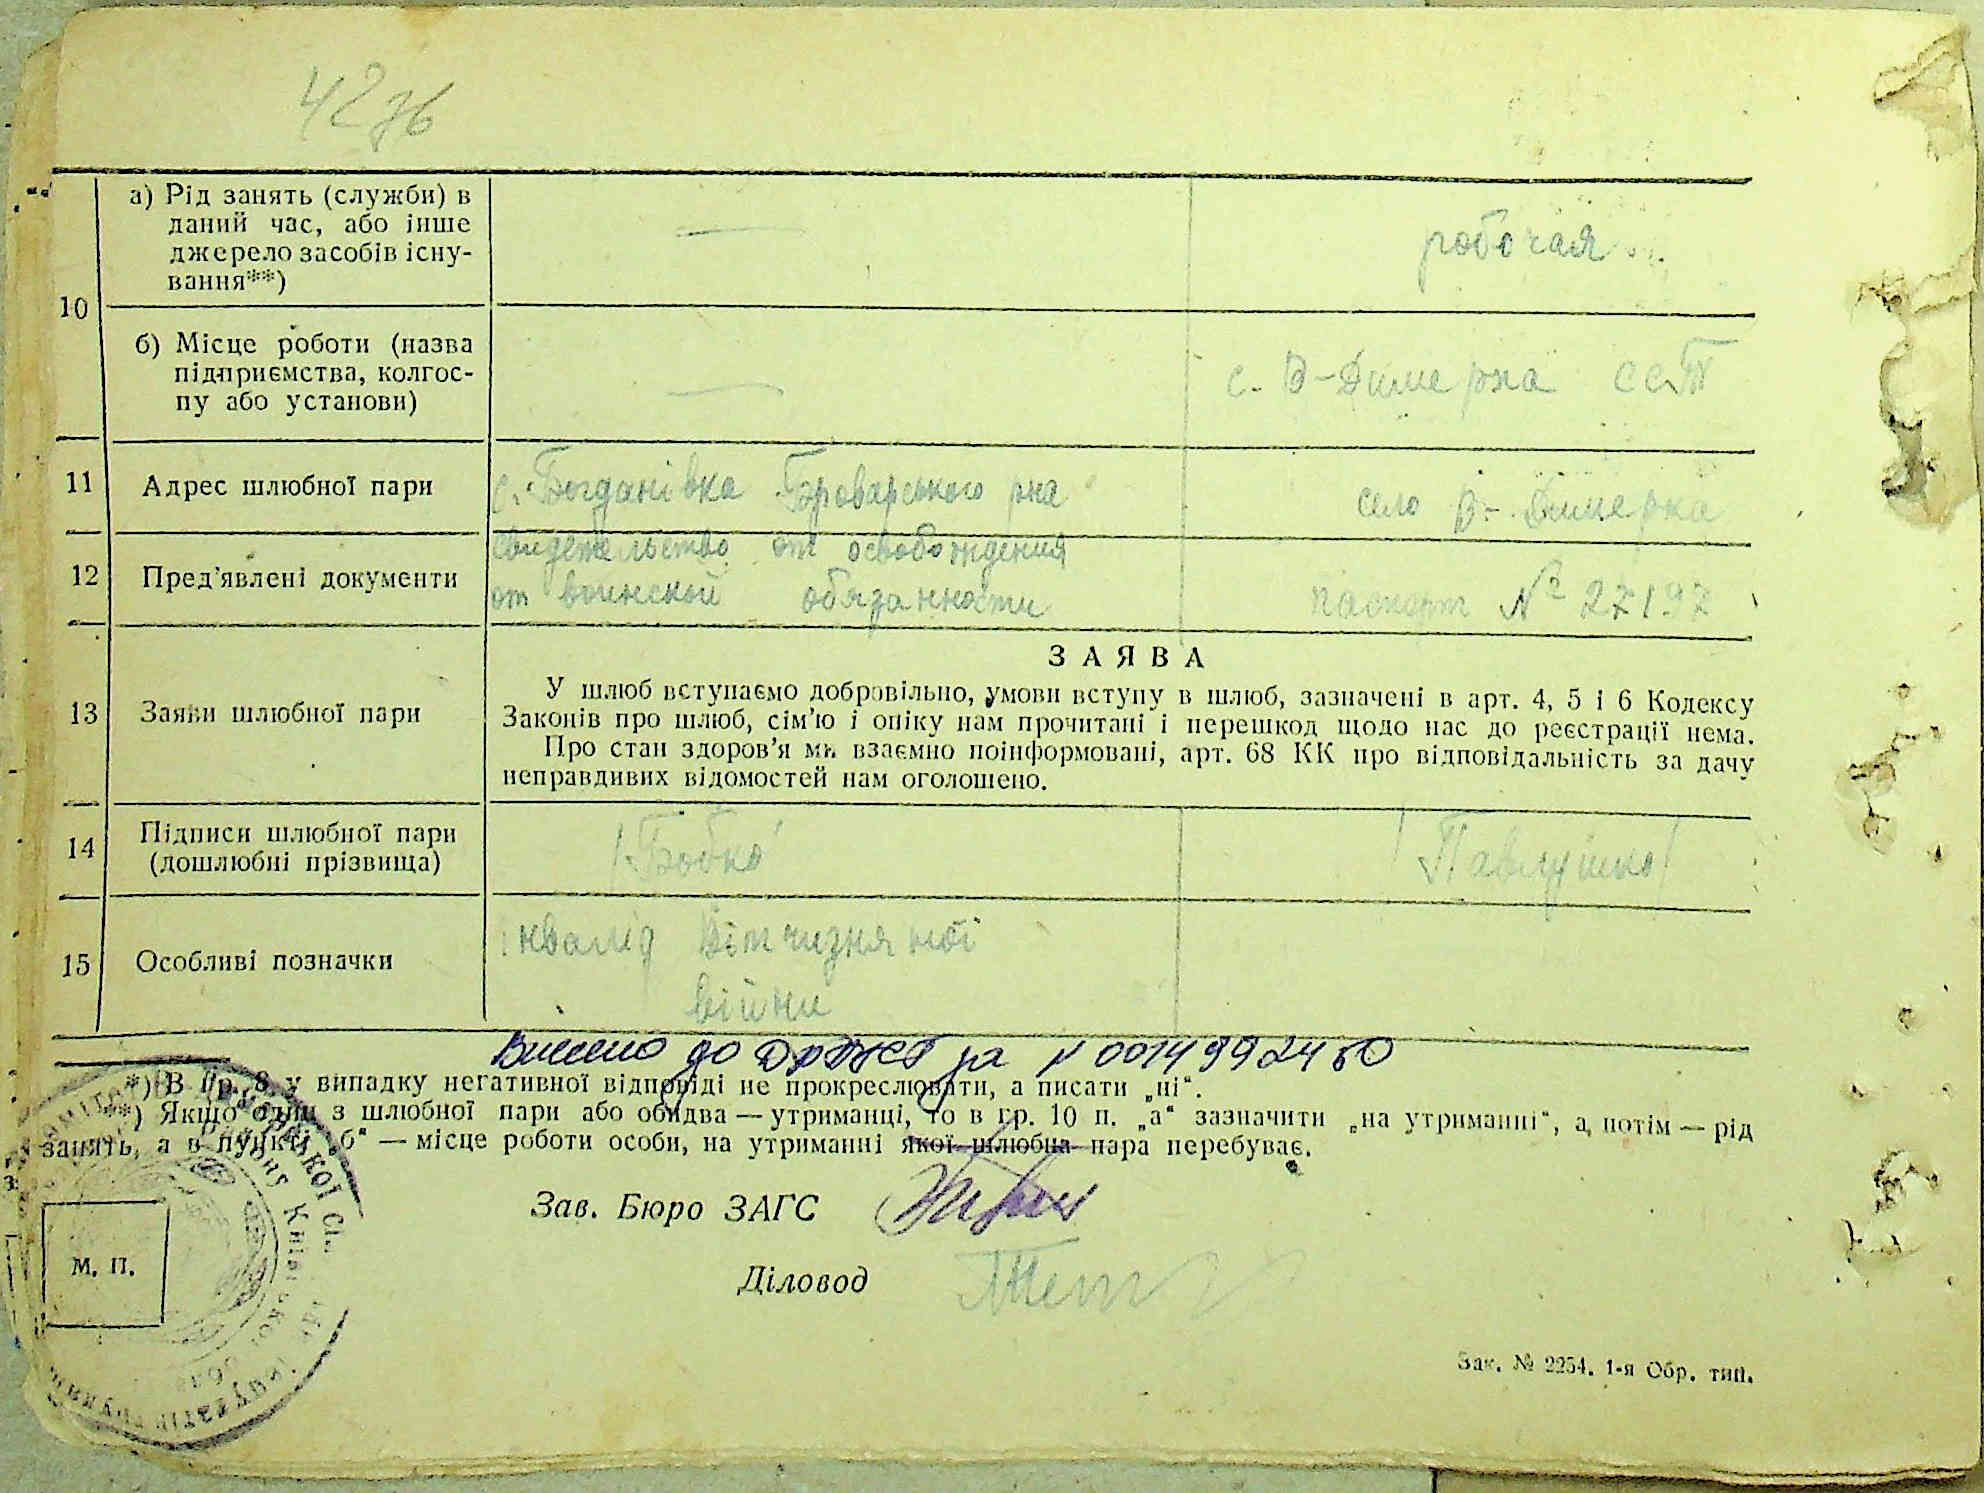 а) Рід занять (служби) в
даний час, або інше
джерело засобів існу-
вання**)
—
робочая
10
б) Місце роботи (назва
підприємства, колгос-
пу або установи)
—
с. В-Димерка ССТ
11
Адрес шлюбної пари
с. Богданівка Броварського рна
село В-Димерка
12
Пред'явлені документи
свидетельство от освобождения
от воинской обязанности
паспорт № 27197
13
Заяви шлюбної пари
ЗАЯВА
У шлюб вступаємо добровільно, умови вступу в шлюб, зазначені в арт. 4, 5 і 6 Кодексу
Законів про шлюб, сім'ю і опіку нам прочитані і перешкод щодо нас до реєстрації нема.
Про стан здоров'я ми взаємно поінформовані, арт. 68 КК про відповідальність за дачу
неправдивих відомостей нам оголошено.
14
Підписи шлюбної пари
(дошлюбні прізвища)
/Бобко
/Павлушко/
15
Особливі позначки
інвалід Вітчизняної
війни
Внесено до ДРАЦСГ за № 00149992450
*) В гр. 8 у випадку негативної відповіді не прокреслювати, а писати „ні“.
**) Якщо один з шлюбної пари або обидва — утриманці, то в гр. 10 п. „а“ зазначити „на утриманні“, а потім — рід
занять, а в пункті „б“ — місце роботи особи, на утриманні якої шлюбна пара перебуває.
Зав. Бюро ЗАГС
Діловод
М. П.
Зак. № 2254. 1-я Обр. тип.